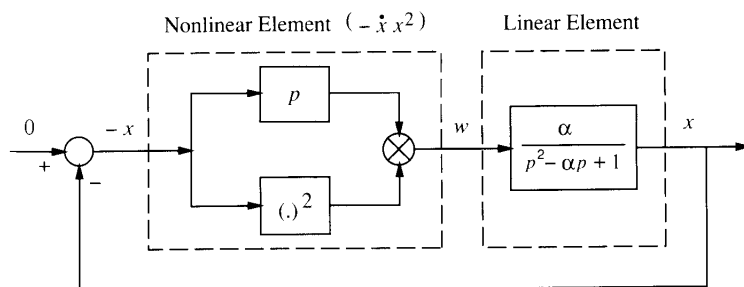 Nonlinear Element ( − ẋ x² )
Linear Element
0
+
−
− x
p
(.)²
w
α
p² − αp + 1
x